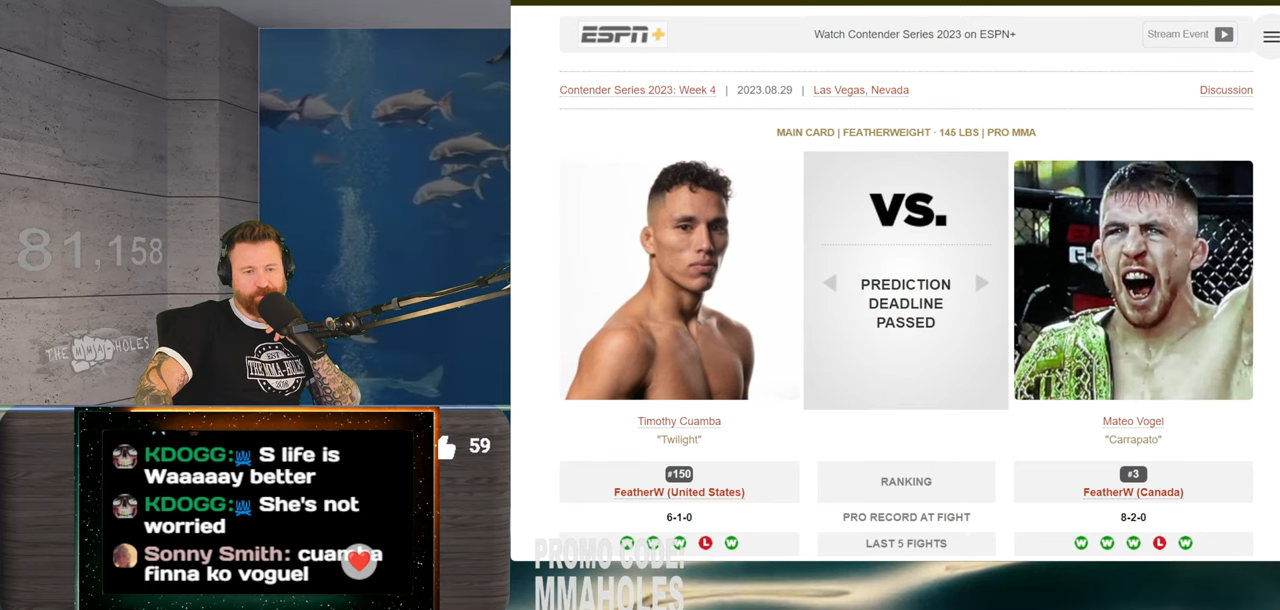 81,158
THE MMA HOLES
EST
THE MMA-HOLES
2016
KDOGG: S life is
Waaaaay better
KDOGG: She's not
worried
Sonny Smith: cuamba
finna ko voguel
59
ESPN+
Watch Contender Series 2023 on ESPN+
Stream Event
Contender Series 2023: Week 4 | 2023.08.29 | Las Vegas, Nevada
Discussion
MAIN CARD | FEATHERWEIGHT · 145 LBS | PRO MMA
VS.
PREDICTION
DEADLINE
PASSED
Timothy Cuamba
Mateo Vogel
"Twilight"
"Carrapato"
#150
RANKING
#3
FeatherW (United States)
FeatherW (Canada)
6-1-0
PRO RECORD AT FIGHT
8-2-0
W W W L W
LAST 5 FIGHTS
W W W L W
PROMO CODE:
MMAHOLES